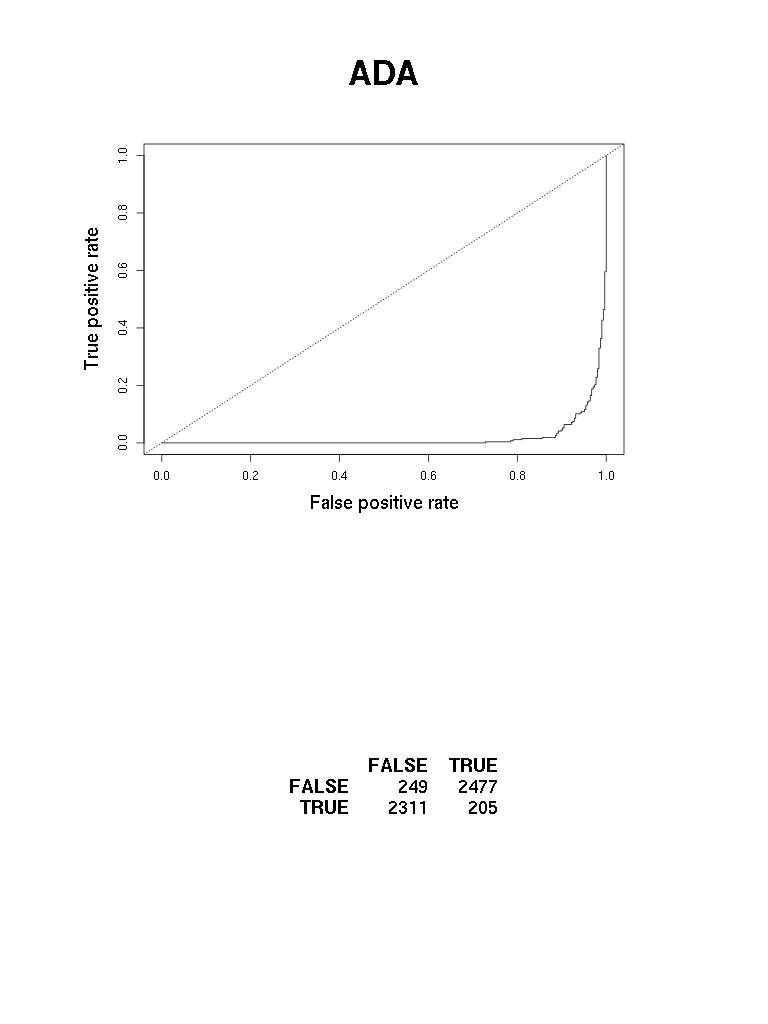 ADA
True positive rate
1.0
0.8
0.6
0.4
0.2
0.0
0.0 0.2 0.4 0.6 0.8 1.0
False positive rate
FALSE TRUE
FALSE 249 2477
TRUE 2311 205